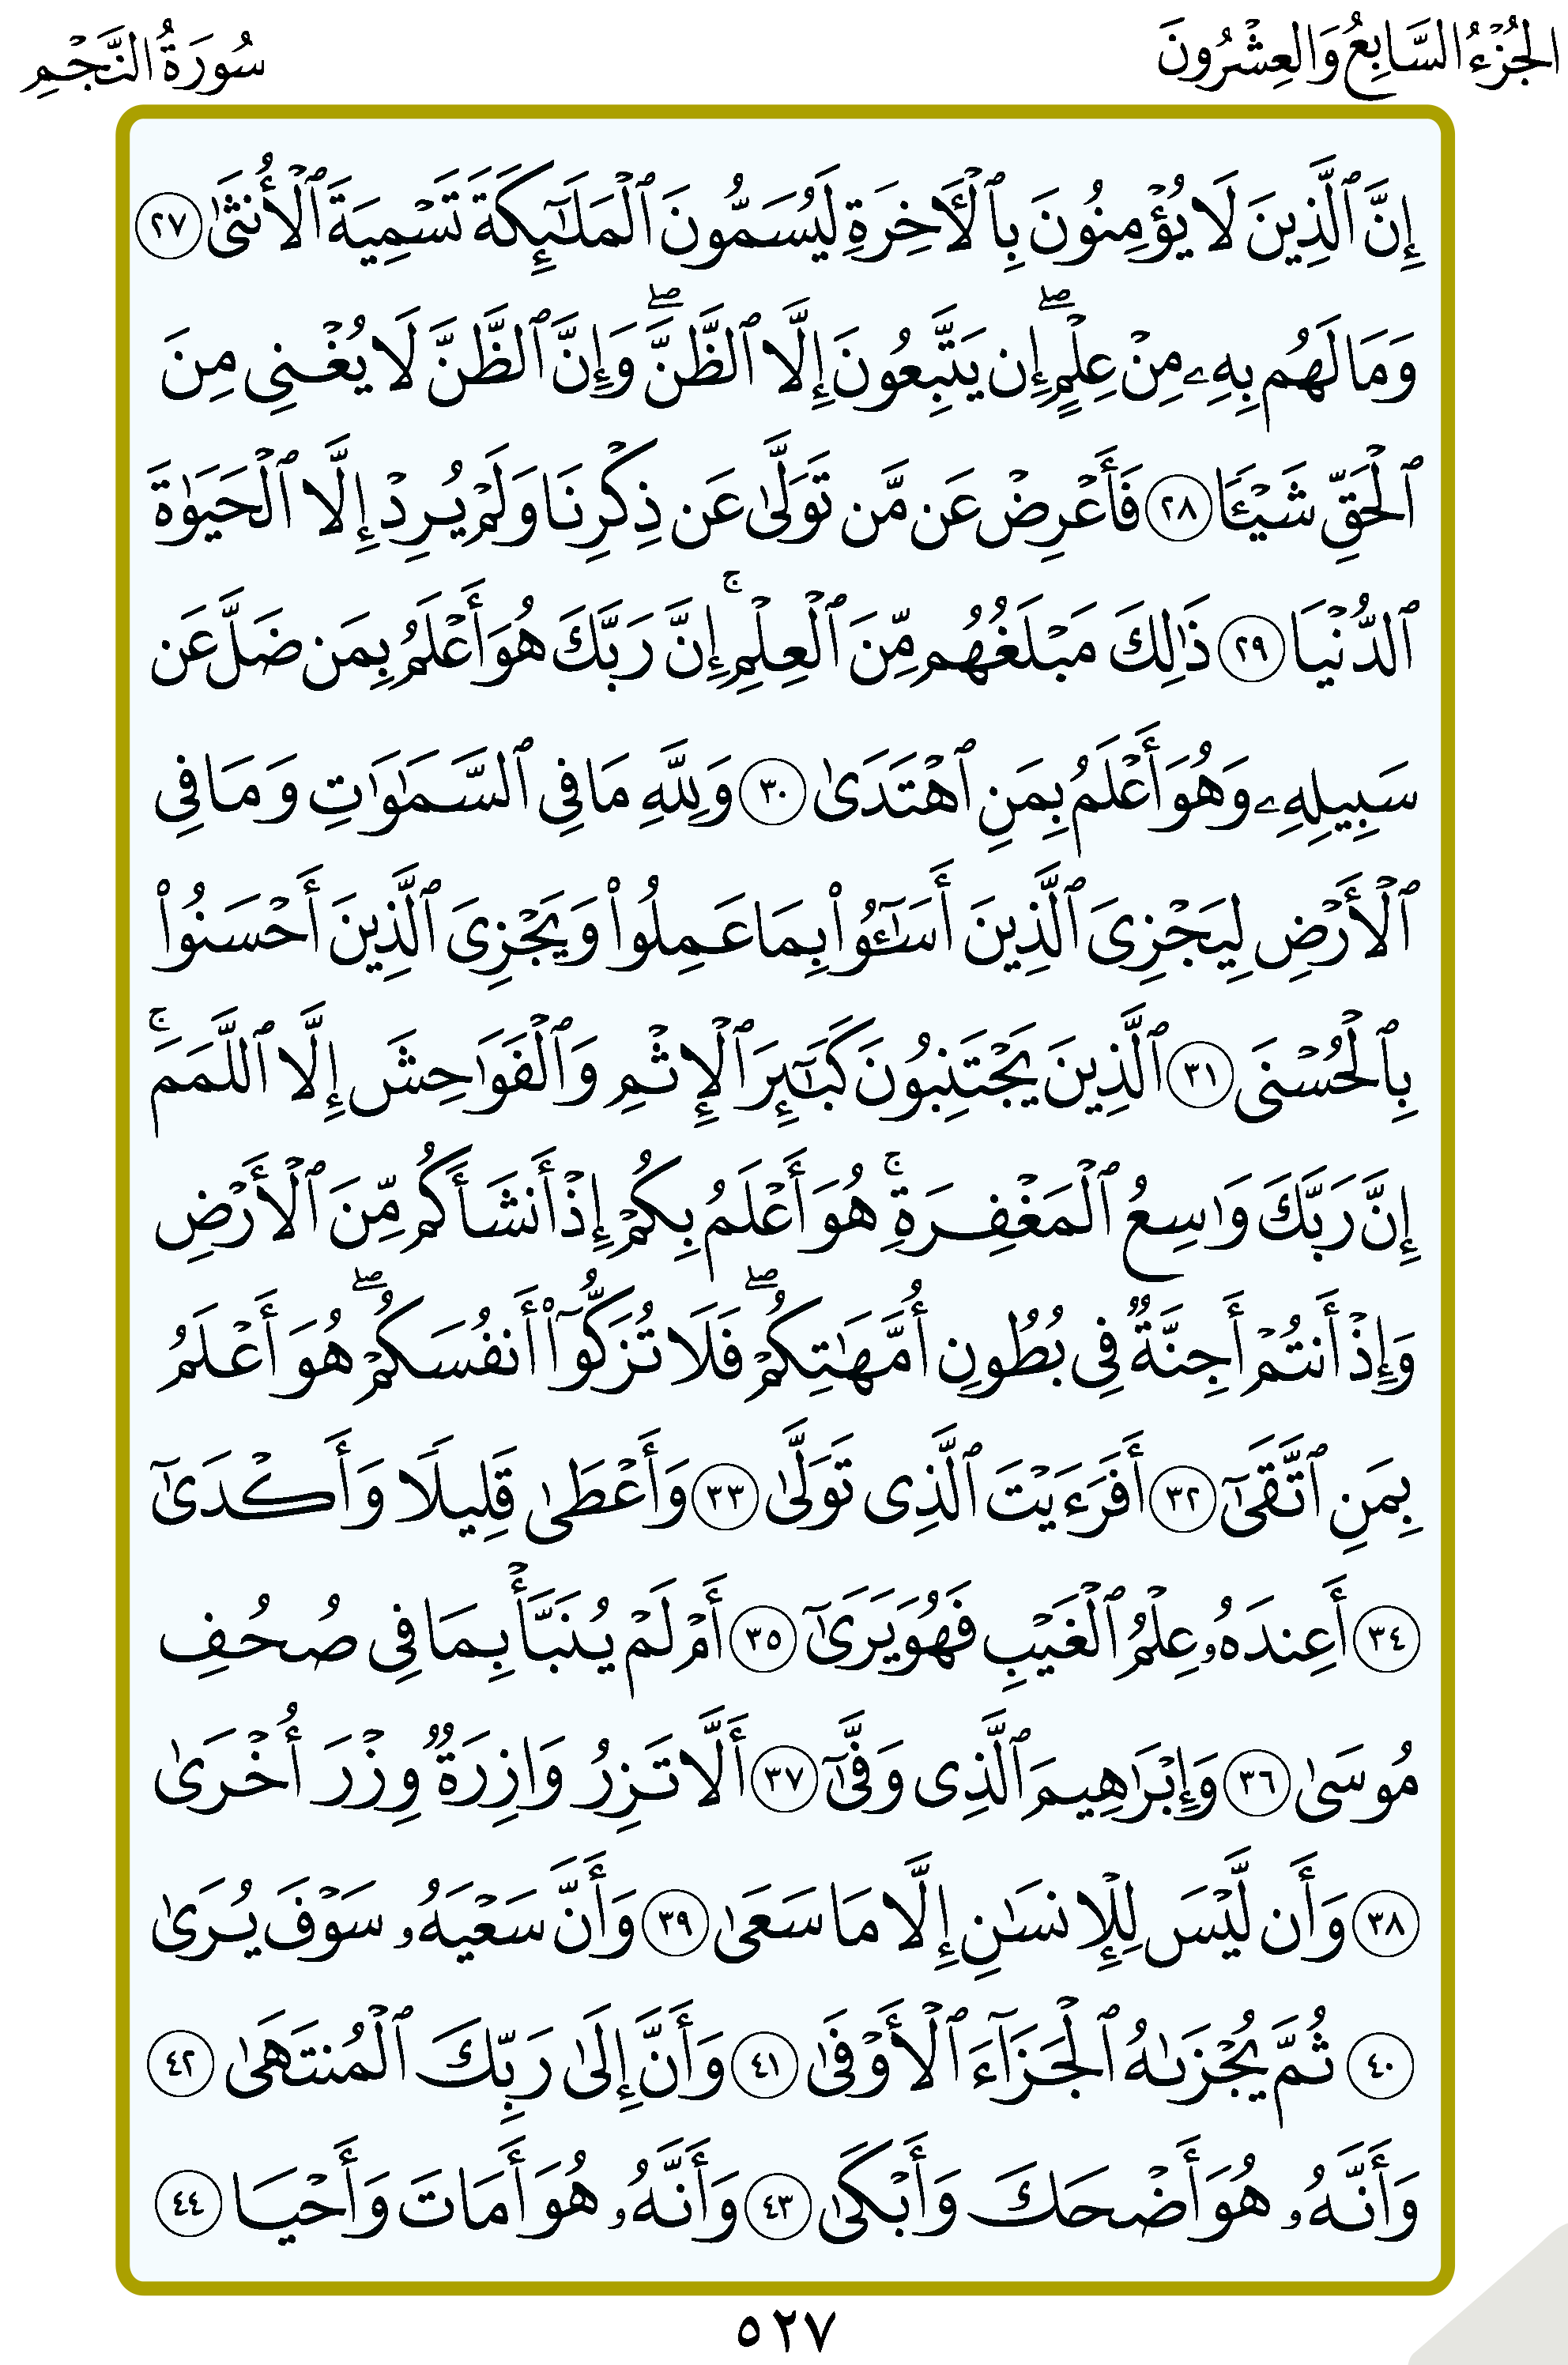 الجُزْءُ السَّابِعُ وَالعِشْرُونَ
سُورَةُ النَّجْمِ
إِنَّ ٱلَّذِينَ لَا يُؤْمِنُونَ بِٱلْأَخِرَةِ لَيُسَمُّونَ ٱلْمَلَٰٓئِكَةَ تَسْمِيَةَ ٱلْأُنثَىٰ ٢٧
وَمَا لَهُم بِهِۦ مِنْ عِلْمٍ ۖ إِن يَتَّبِعُونَ إِلَّا ٱلظَّنَّ ۖ وَإِنَّ ٱلظَّنَّ لَا يُغْنِى مِنَ
ٱلْحَقِّ شَيْـًٔا ٢٨ فَأَعْرِضْ عَن مَّن تَوَلَّىٰ عَن ذِكْرِنَا وَلَمْ يُرِدْ إِلَّا ٱلْحَيَوٰةَ
ٱلدُّنْيَا ٢٩ ذَٰلِكَ مَبْلَغُهُم مِّنَ ٱلْعِلْمِ ۚ إِنَّ رَبَّكَ هُوَ أَعْلَمُ بِمَن ضَلَّ عَن
سَبِيلِهِۦ وَهُوَ أَعْلَمُ بِمَنِ ٱهْتَدَىٰ ٣٠ وَلِلَّهِ مَا فِى ٱلسَّمَٰوَٰتِ وَمَا فِى
ٱلْأَرْضِ لِيَجْزِىَ ٱلَّذِينَ أَسَٰٓـُٔوا۟ بِمَا عَمِلُوا۟ وَيَجْزِىَ ٱلَّذِينَ أَحْسَنُوا۟
بِٱلْحُسْنَى ٣١ ٱلَّذِينَ يَجْتَنِبُونَ كَبَٰٓئِرَ ٱلْإِثْمِ وَٱلْفَوَٰحِشَ إِلَّا ٱللَّمَمَ ۚ
إِنَّ رَبَّكَ وَٰسِعُ ٱلْمَغْفِرَةِ ۚ هُوَ أَعْلَمُ بِكُمْ إِذْ أَنشَأَكُم مِّنَ ٱلْأَرْضِ
وَإِذْ أَنتُمْ أَجِنَّةٌ فِى بُطُونِ أُمَّهَٰتِكُمْ ۖ فَلَا تُزَكُّوٓا۟ أَنفُسَكُمْ ۖ هُوَ أَعْلَمُ
بِمَنِ ٱتَّقَىٰٓ ٣٢ أَفَرَءَيْتَ ٱلَّذِى تَوَلَّىٰ ٣٣ وَأَعْطَىٰ قَلِيلًا وَأَكْدَىٰٓ
٣٤ أَعِندَهُۥ عِلْمُ ٱلْغَيْبِ فَهُوَ يَرَىٰٓ ٣٥ أَمْ لَمْ يُنَبَّأْ بِمَا فِى صُحُفِ
مُوسَىٰ ٣٦ وَإِبْرَٰهِيمَ ٱلَّذِى وَفَّىٰٓ ٣٧ أَلَّا تَزِرُ وَازِرَةٌ وِزْرَ أُخْرَىٰ
٣٨ وَأَن لَّيْسَ لِلْإِنسَٰنِ إِلَّا مَا سَعَىٰ ٣٩ وَأَنَّ سَعْيَهُۥ سَوْفَ يُرَىٰ
٤٠ ثُمَّ يُجْزَىٰهُ ٱلْجَزَآءَ ٱلْأَوْفَىٰ ٤١ وَأَنَّ إِلَىٰ رَبِّكَ ٱلْمُنتَهَىٰ ٤٢
وَأَنَّهُۥ هُوَ أَضْحَكَ وَأَبْكَىٰ ٤٣ وَأَنَّهُۥ هُوَ أَمَاتَ وَأَحْيَا ٤٤
٥٢٧